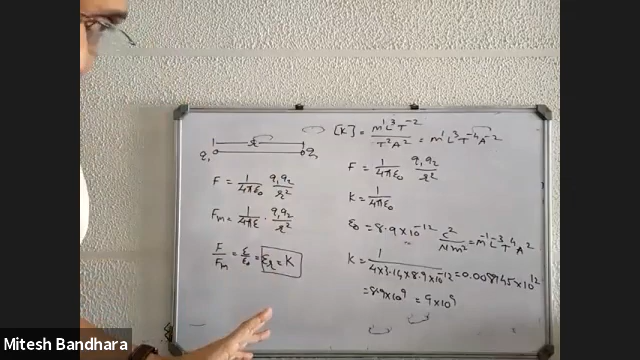 r
q₁ q₂
F = 1/4πε₀ q₁q₂/r²
Fm = 1/4πε · q₁q₂/r²
F/Fm = ε/ε₀ = εr = K
[K] = M¹L³T⁻²/T²A² = M¹L³T⁻⁴A⁻²
F = 1/4πε₀ q₁q₂/r²
K = 1/4πε₀
ε₀ = 8.9×10⁻¹² C²/Nm² = M⁻¹L⁻³T⁴A²
K = 1/4×3.14×8.9×10⁻¹² = 0.008945×10¹²
= 8.9×10⁹ = 9×10⁹
Mitesh Bandhara